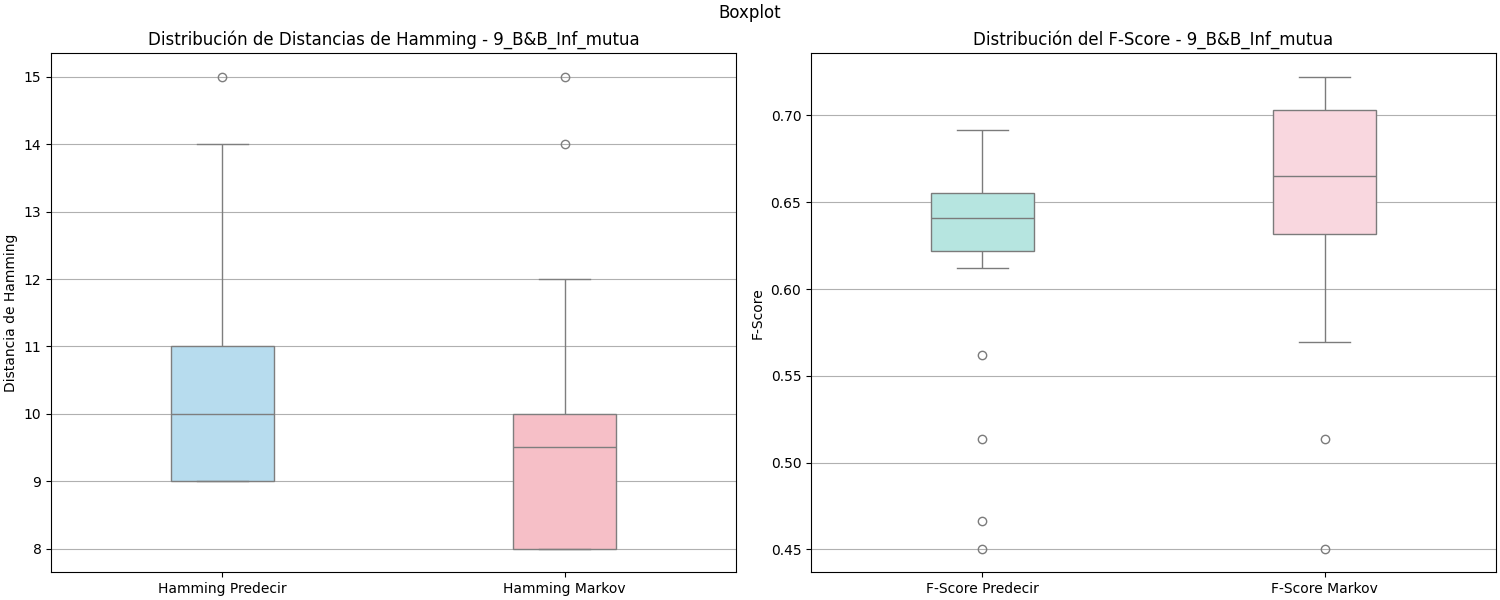 Boxplot
Distribución de Distancias de Hamming - 9_B&B_Inf_mutua
Distancia de Hamming
15
14
13
12
11
10
9
8
Hamming Predecir
Hamming Markov
Distribución del F-Score - 9_B&B_Inf_mutua
F-Score
0.70
0.65
0.60
0.55
0.50
0.45
F-Score Predecir
F-Score Markov